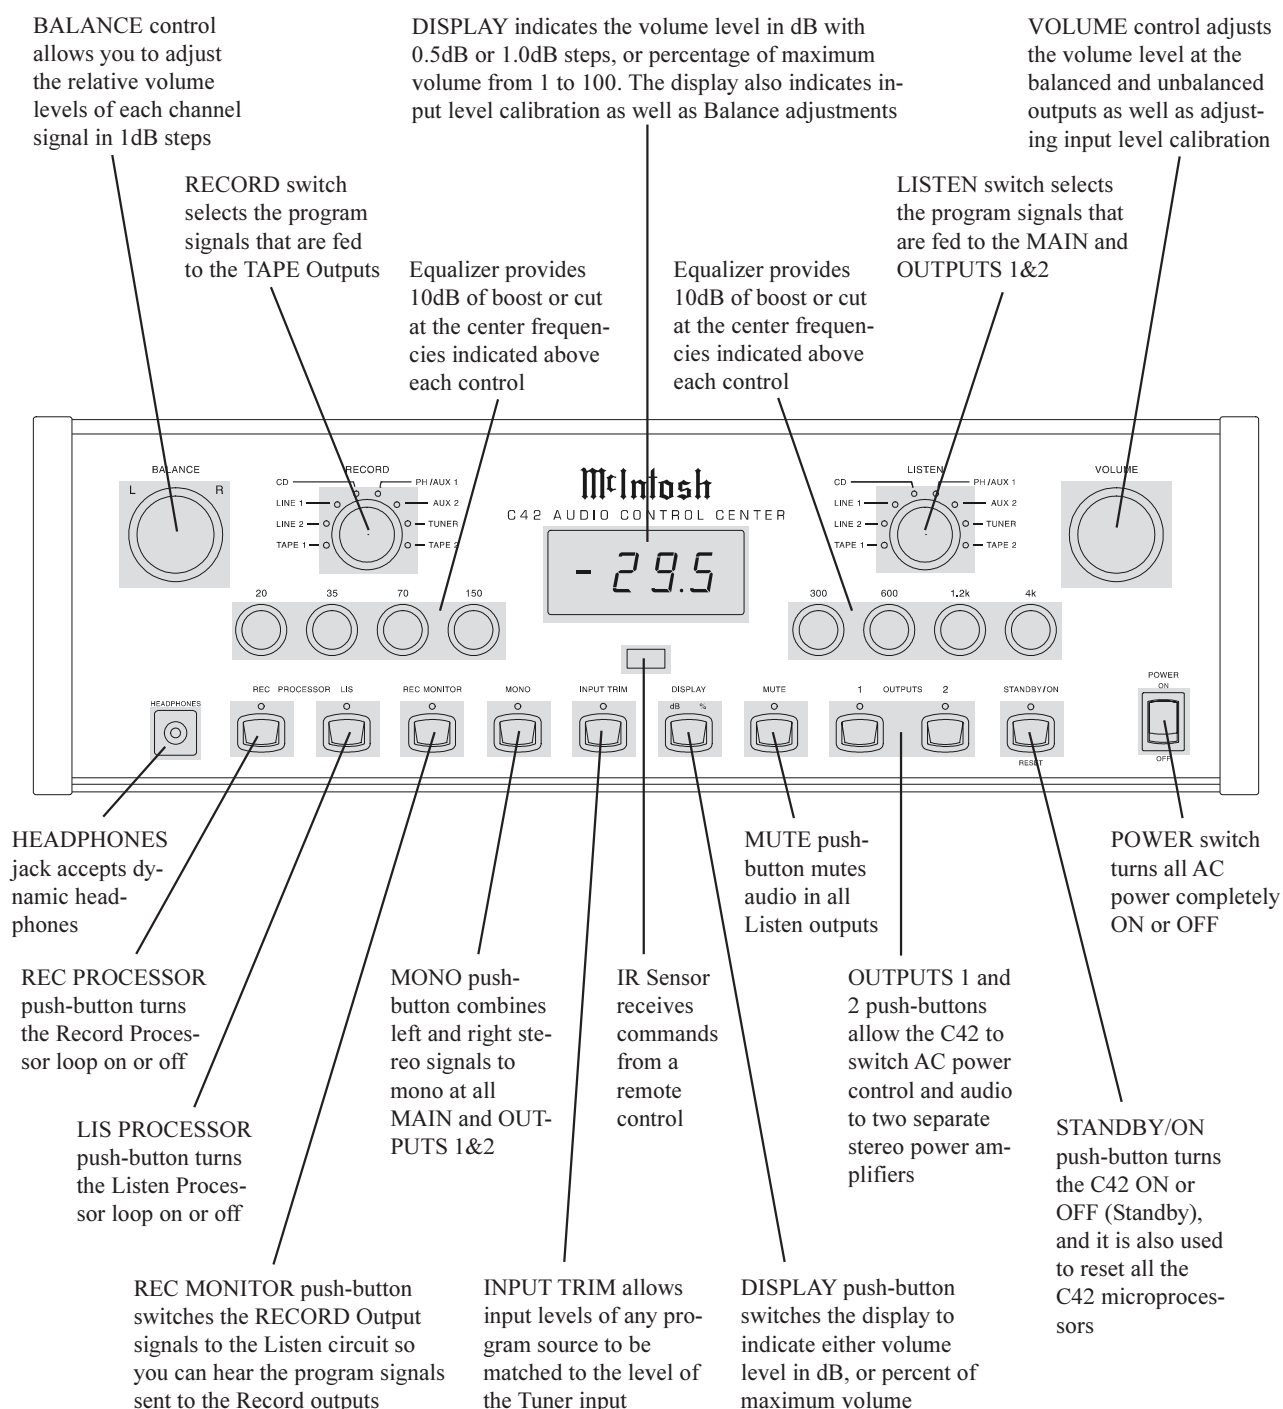 BALANCE control
allows you to adjust
the relative volume
levels of each channel
signal in 1dB steps
DISPLAY indicates the volume level in dB with
0.5dB or 1.0dB steps, or percentage of maximum
volume from 1 to 100. The display also indicates in-
put level calibration as well as Balance adjustments
VOLUME control adjusts
the volume level at the
balanced and unbalanced
outputs as well as adjust-
ing input level calibration
RECORD switch
selects the program
signals that are fed
to the TAPE Outputs
LISTEN switch selects
the program signals that
are fed to the MAIN and
OUTPUTS 1&2
Equalizer provides
10dB of boost or cut
at the center frequen-
cies indicated above
each control
Equalizer provides
10dB of boost or cut
at the center frequen-
cies indicated above
each control
BALANCE
L R
RECORD
CD PH/AUX 1
LINE 1 AUX 2
LINE 2 TUNER
TAPE 1 TAPE 2
McIntosh
C42 AUDIO CONTROL CENTER
-29.5
LISTEN
CD PH/AUX 1
LINE 1 AUX 2
LINE 2 TUNER
TAPE 1 TAPE 2
VOLUME
20 35 70 150
300 600 1.2k 4k
HEADPHONES
REC PROCESSOR LIS
REC MONITOR
MONO
INPUT TRIM
DISPLAY
dB %
MUTE
1 OUTPUTS 2
STANDBY/ON
RESET
POWER
ON
OFF
HEADPHONES
jack accepts dy-
namic head-
phones
MUTE push-
button mutes
audio in all
Listen outputs
POWER switch
turns all AC
power completely
ON or OFF
REC PROCESSOR
push-button turns
the Record Proces-
sor loop on or off
MONO push-
button combines
left and right ste-
reo signals to
mono at all
MAIN and OUT-
PUTS 1&2
IR Sensor
receives
commands
from a
remote
control
OUTPUTS 1 and
2 push-buttons
allow the C42 to
switch AC power
control and audio
to two separate
stereo power am-
plifiers
LIS PROCESSOR
push-button turns
the Listen Proces-
sor loop on or off
STANDBY/ON
push-button turns
the C42 ON or
OFF (Standby),
and it is also used
to reset all the
C42 microproces-
sors
REC MONITOR push-button
switches the RECORD Output
signals to the Listen circuit so
you can hear the program signals
sent to the Record outputs
INPUT TRIM allows
input levels of any pro-
gram source to be
matched to the level of
the Tuner input
DISPLAY push-button
switches the display to
indicate either volume
level in dB, or percent of
maximum volume